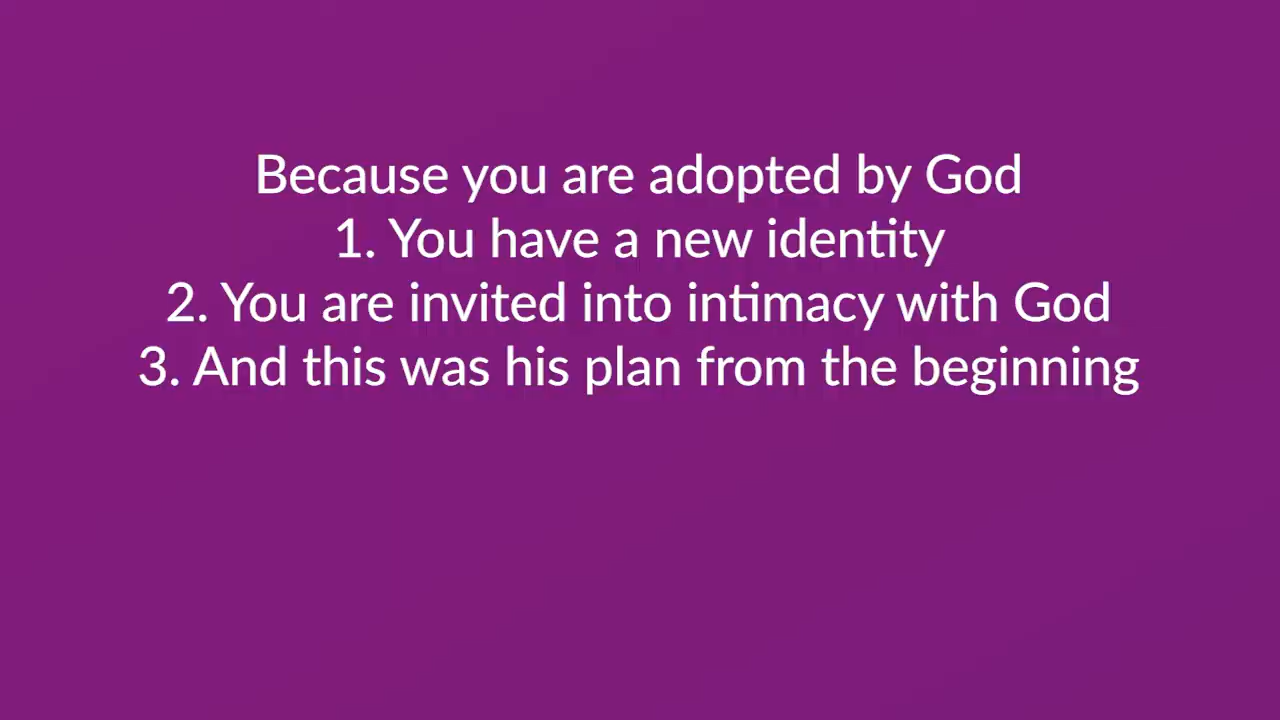 Because you are adopted by God
1. You have a new identity
2. You are invited into intimacy with God
3. And this was his plan from the beginning